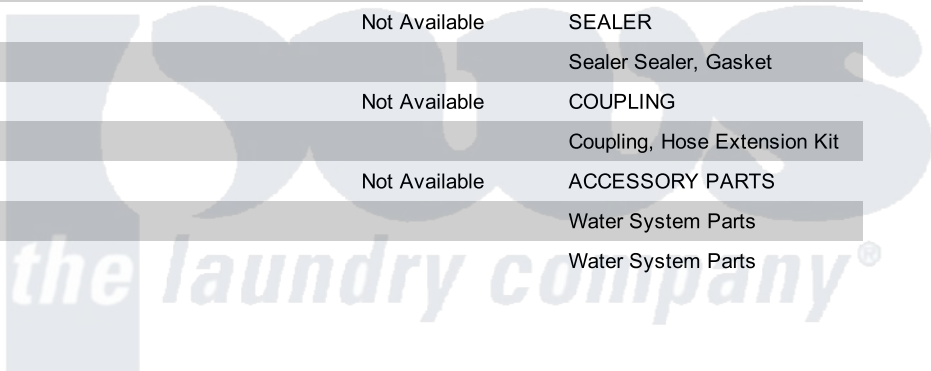 Not Available SEALER
Sealer Sealer, Gasket
Not Available COUPLING
Coupling, Hose Extension Kit
Not Available ACCESSORY PARTS
Water System Parts
Water System Parts
the laundry company®